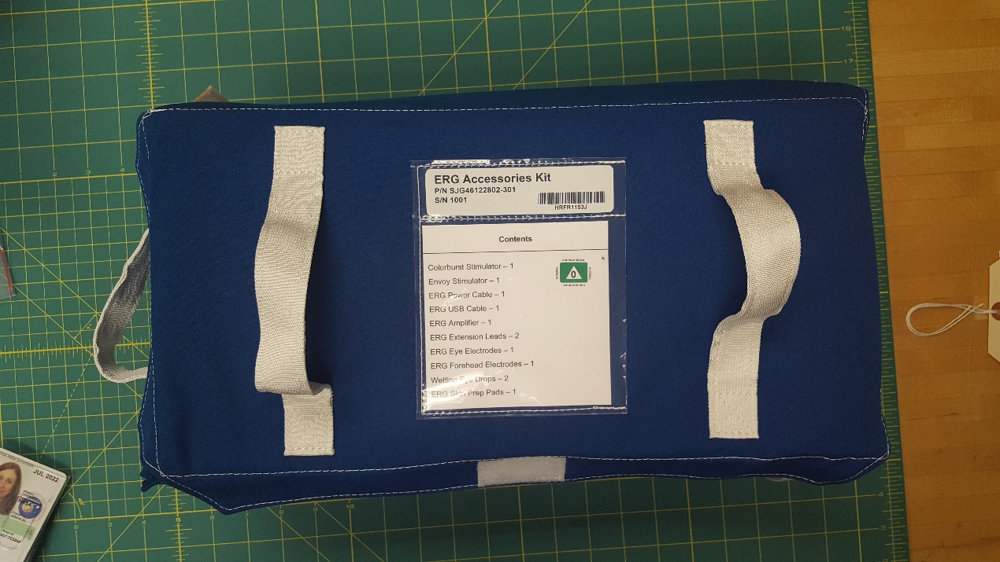 ERG Accessories Kit
P/N SJG46122802-301
S/N 1001
HRFR1153J
Contents
Colorburst Stimulator – 1
Envoy Stimulator – 1
ERG Power Cable – 1
ERG USB Cable – 1
ERG Amplifier – 1
ERG Extension Leads – 2
ERG Eye Electrodes – 1
ERG Forehead Electrodes – 1
Wetting Eye Drops – 2
ERG Skin Prep Pads – 1
0
JUL 2022
18
17